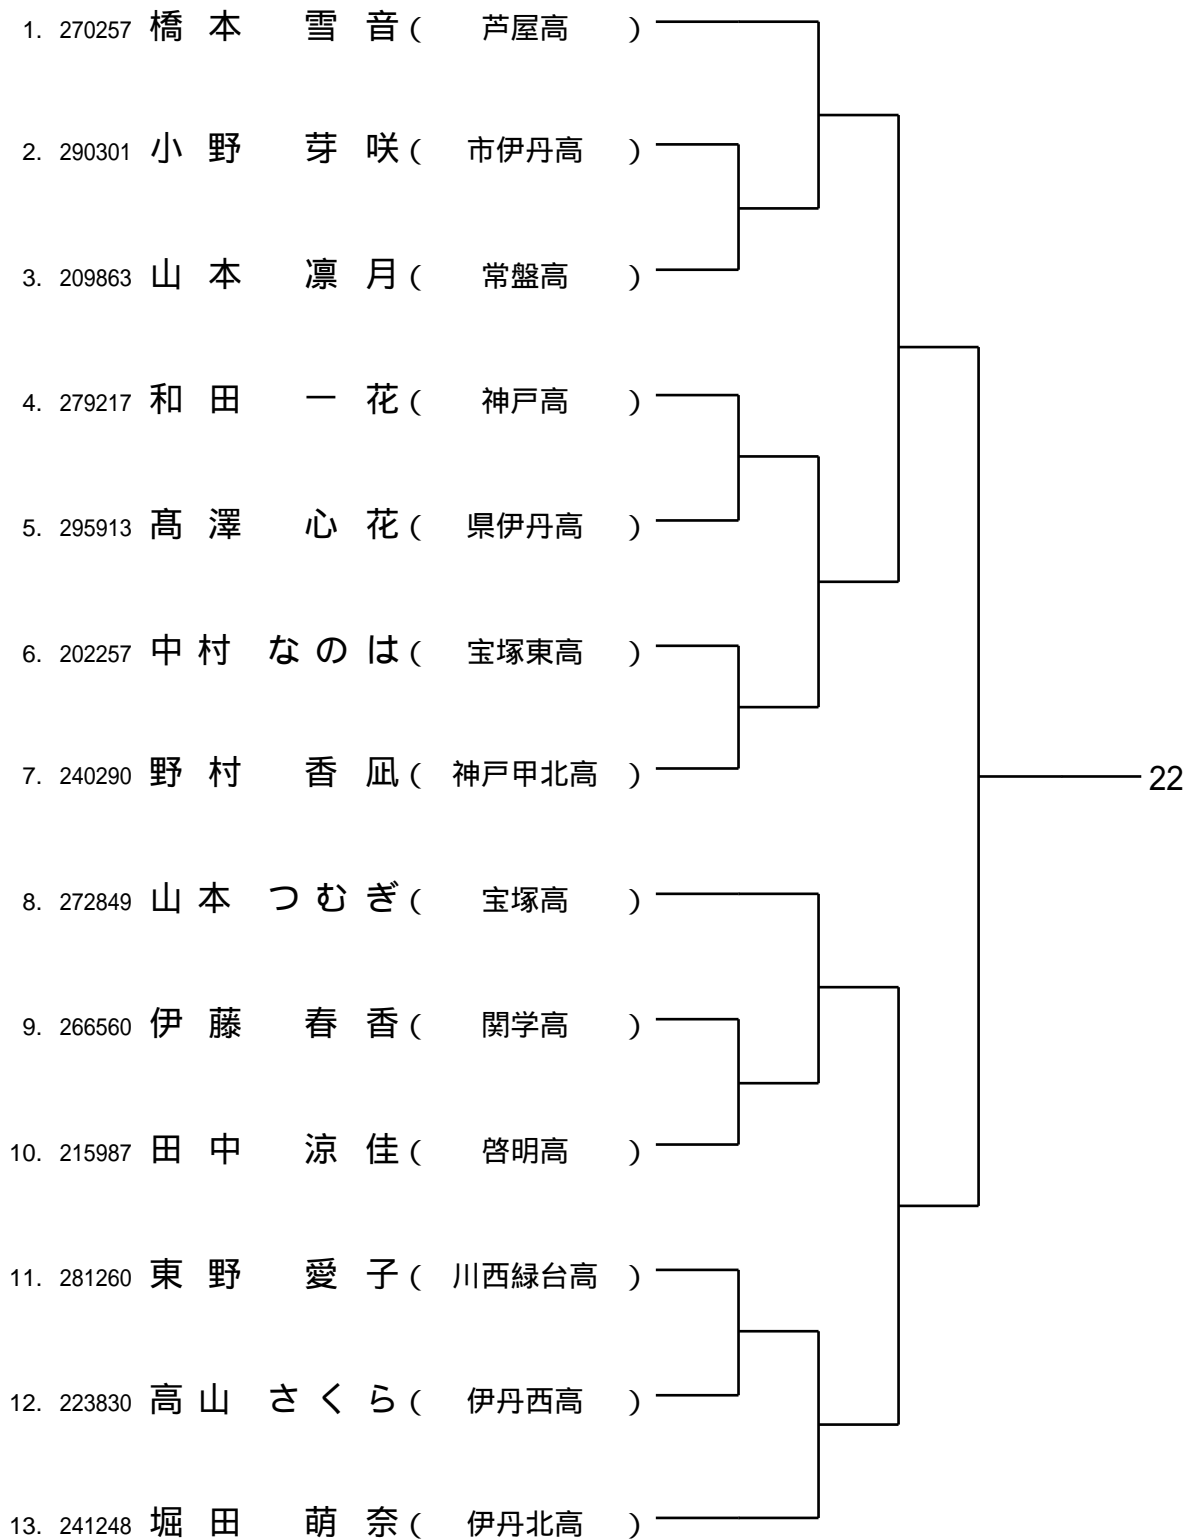 1. 270257 橋本 雪音 ( 芦屋高 )
2. 290301 小野 芽咲 ( 市伊丹高 )
3. 209863 山本 凛月 ( 常盤高 )
4. 279217 和田 一花 ( 神戸高 )
5. 295913 髙澤 心花 ( 県伊丹高 )
6. 202257 中村 なのは ( 宝塚東高 )
7. 240290 野村 香凪 ( 神戸甲北高 )
22
8. 272849 山本 つむぎ ( 宝塚高 )
9. 266560 伊藤 春香 ( 関学高 )
10. 215987 田中 涼佳 ( 啓明高 )
11. 281260 東野 愛子 ( 川西緑台高 )
12. 223830 高山 さくら ( 伊丹西高 )
13. 241248 堀田 萌奈 ( 伊丹北高 )